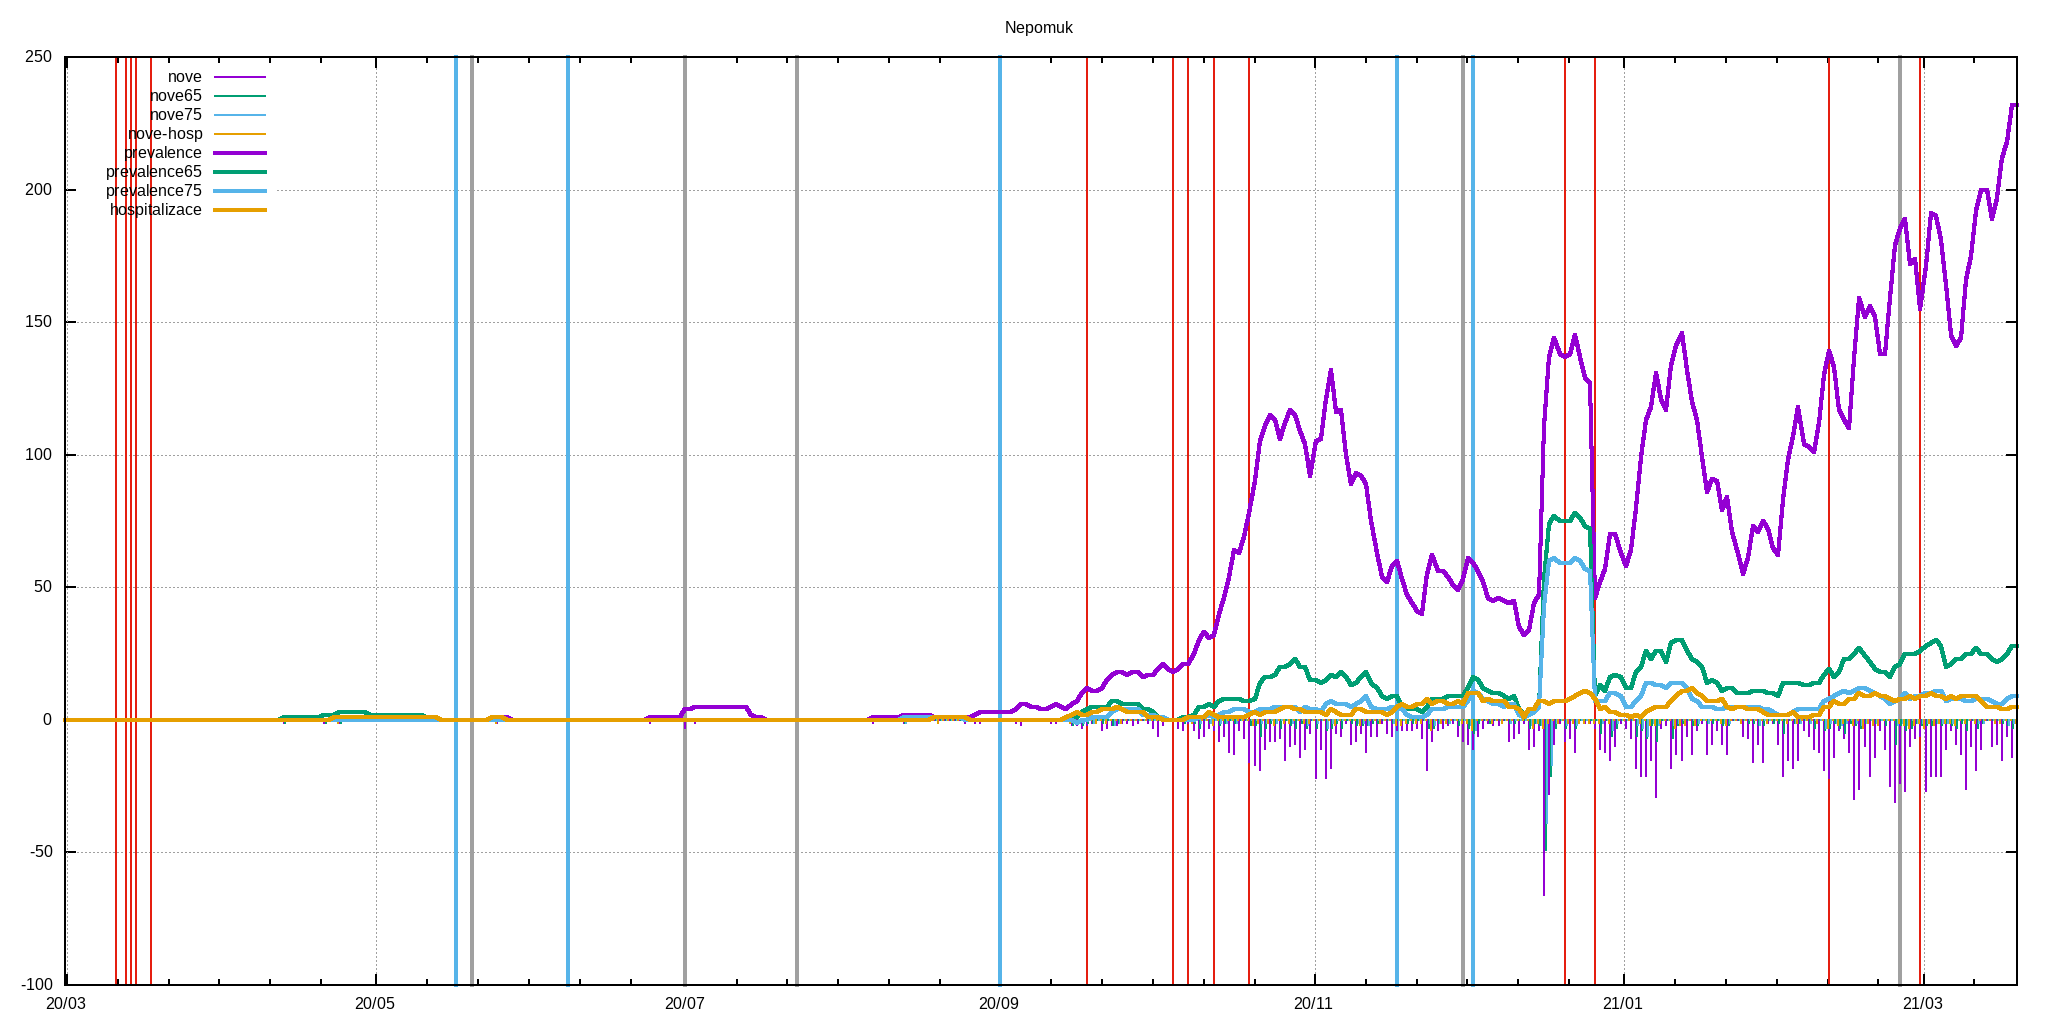 Nepomuk
250
200
150
100
50
0
-50
-100
nove
nove65
nove75
nove-hosp
prevalence
prevalence65
prevalence75
hospitalizace
20/03 20/05 20/07 20/09 20/11 21/01 21/03